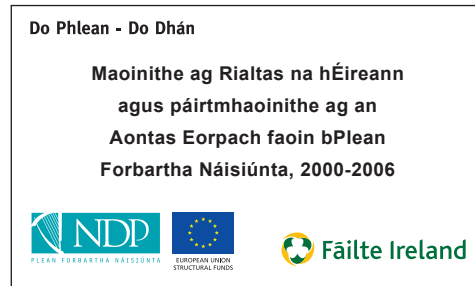 Do Phlean - Do Dhán
Maoinithe ag Rialtas na hÉireann
agus páirtmhaoinithe ag an
Aontas Eorpach faoin bPlean
Forbartha Náisiúnta, 2000-2006
NDP
PLEAN FORBARTHA NÁISIÚNTA
EUROPEAN UNION
STRUCTURAL FUNDS
Fáilte Ireland